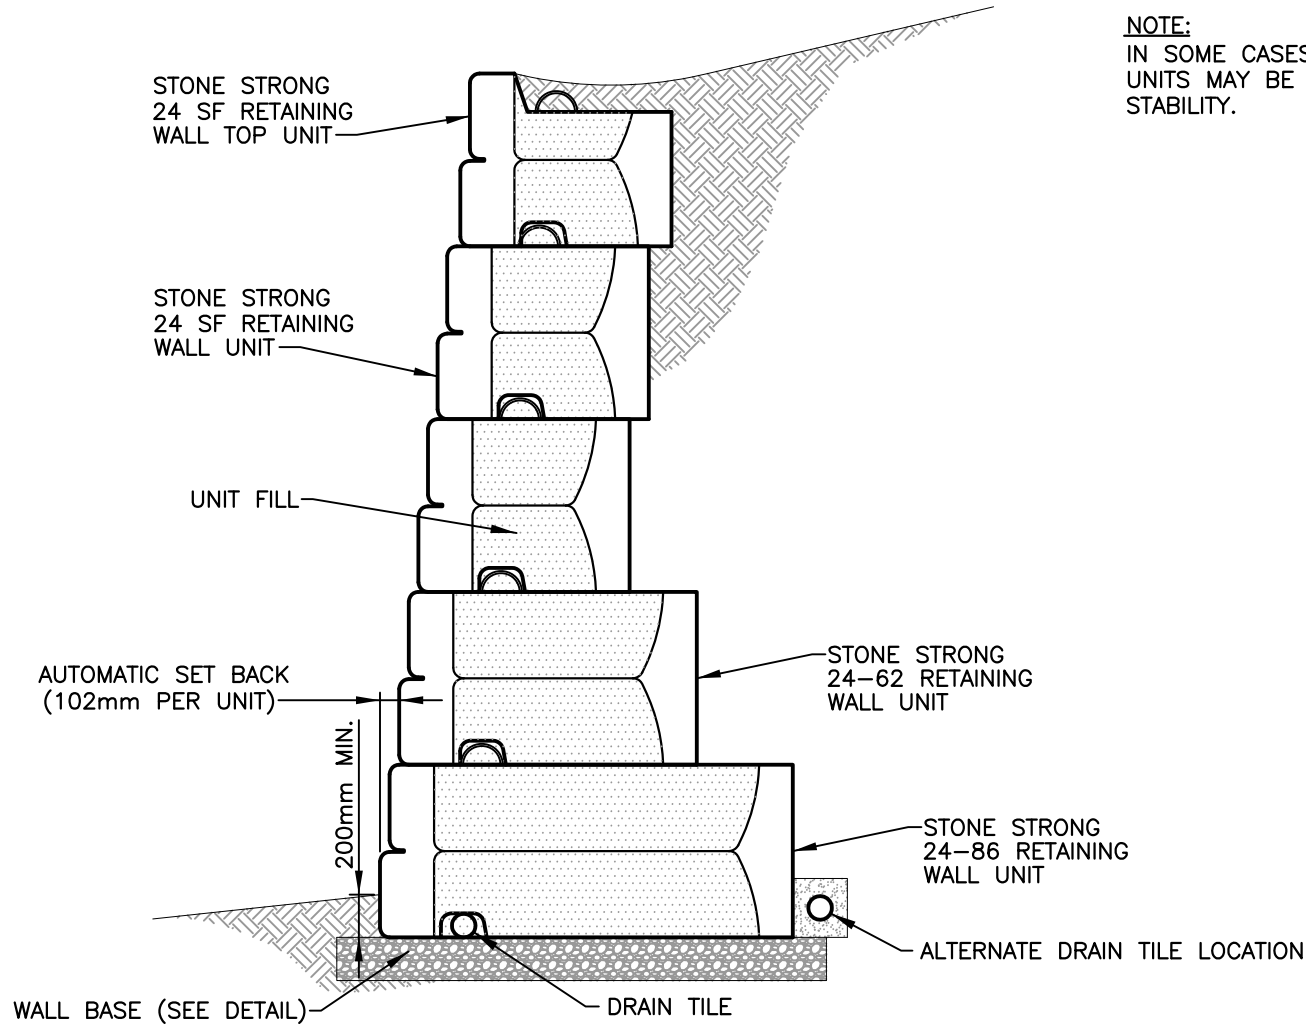 NOTE:
IN SOME CASES
UNITS MAY BE
STABILITY.
STONE STRONG
24 SF RETAINING
WALL TOP UNIT
STONE STRONG
24 SF RETAINING
WALL UNIT
UNIT FILL
AUTOMATIC SET BACK
(102mm PER UNIT)
200mm MIN.
STONE STRONG
24-62 RETAINING
WALL UNIT
STONE STRONG
24-86 RETAINING
WALL UNIT
ALTERNATE DRAIN TILE LOCATION
DRAIN TILE
WALL BASE (SEE DETAIL)